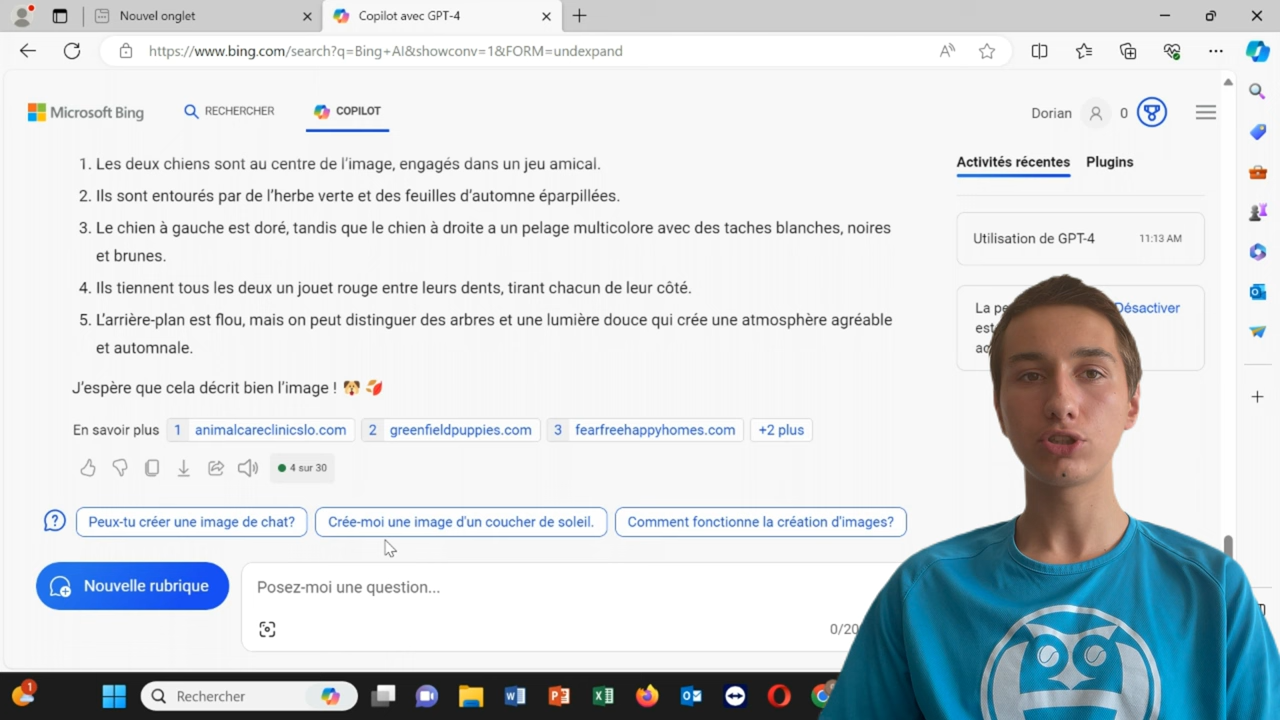 Nouvel onglet
Copilot avec GPT-4
https://www.bing.com/search?q=Bing+AI&showconv=1&FORM=undexpand
Microsoft Bing
RECHERCHER
COPILOT
Dorian
0
1. Les deux chiens sont au centre de l'image, engagés dans un jeu amical.
2. Ils sont entourés par de l'herbe verte et des feuilles d'automne éparpillées.
3. Le chien à gauche est doré, tandis que le chien à droite a un pelage multicolore avec des taches blanches, noires
et brunes.
4. Ils tiennent tous les deux un jouet rouge entre leurs dents, tirant chacun de leur côté.
5. L'arrière-plan est flou, mais on peut distinguer des arbres et une lumière douce qui crée une atmosphère agréable
et automnale.
J'espère que cela décrit bien l'image ! 🐶 🍂
En savoir plus 1 animalcareclinicslo.com 2 greenfieldpuppies.com 3 fearfreehappyhomes.com +2 plus
4 sur 30
Peux-tu créer une image de chat? Crée-moi une image d'un coucher de soleil. Comment fonctionne la création d'images?
Nouvelle rubrique
Posez-moi une question...
Activités récentes Plugins
Utilisation de GPT-4 11:13 AM
La
Désactiver
1
Rechercher